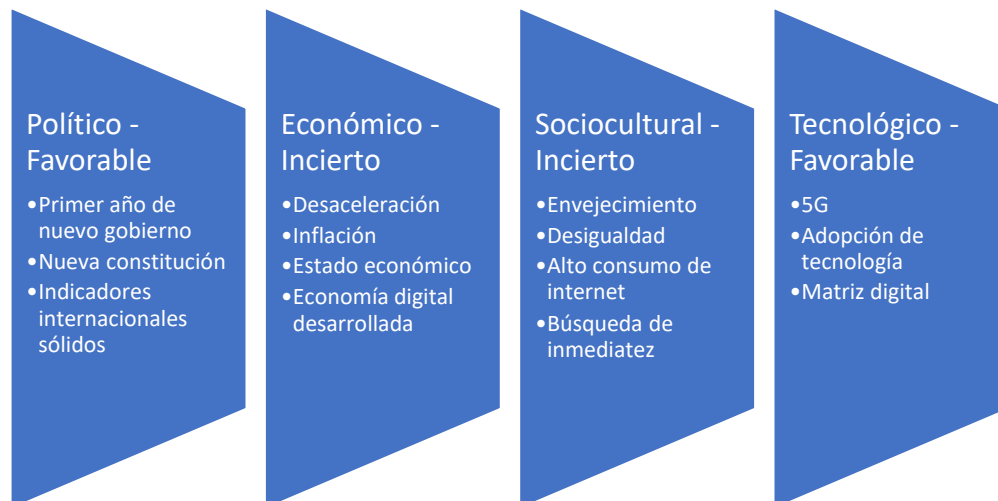 Político -
Favorable
•Primer año de
nuevo gobierno
•Nueva constitución
•Indicadores
internacionales
sólidos
Económico -
Incierto
•Desaceleración
•Inflación
•Estado económico
•Economía digital
desarrollada
Sociocultural -
Incierto
•Envejecimiento
•Desigualdad
•Alto consumo de
internet
•Búsqueda de
inmediatez
Tecnológico -
Favorable
•5G
•Adopción de
tecnología
•Matriz digital